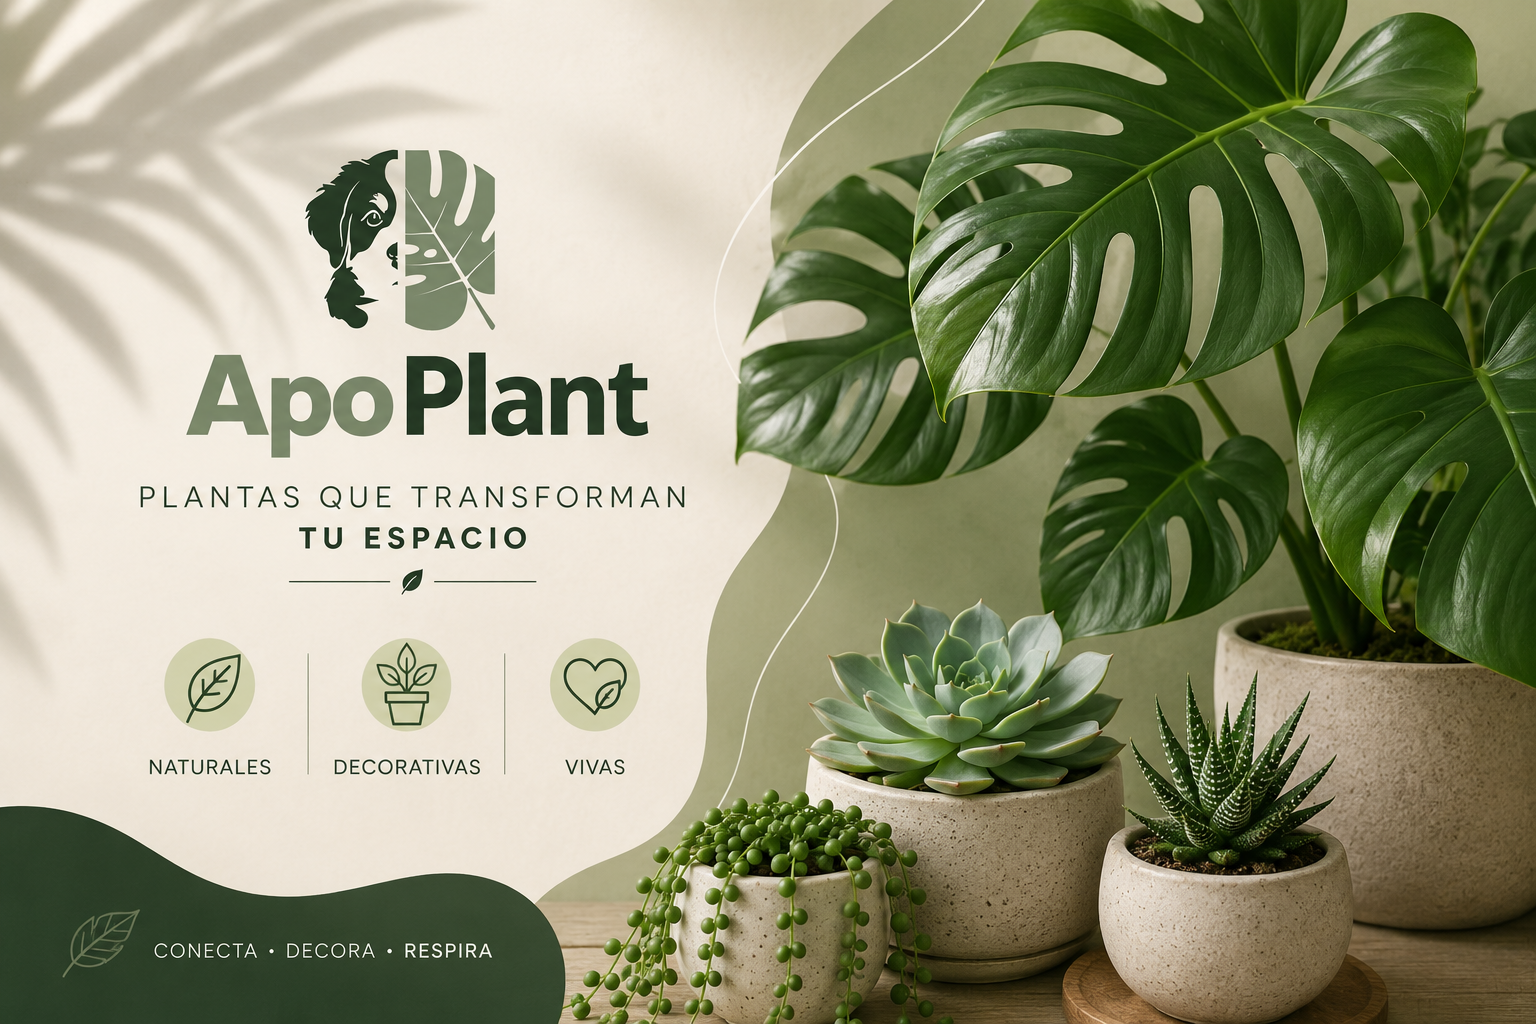 ApoPlant
PLANTAS QUE TRANSFORMAN
TU ESPACIO
NATURALES
DECORATIVAS
VIVAS
CONECTA • DECORA • RESPIRA